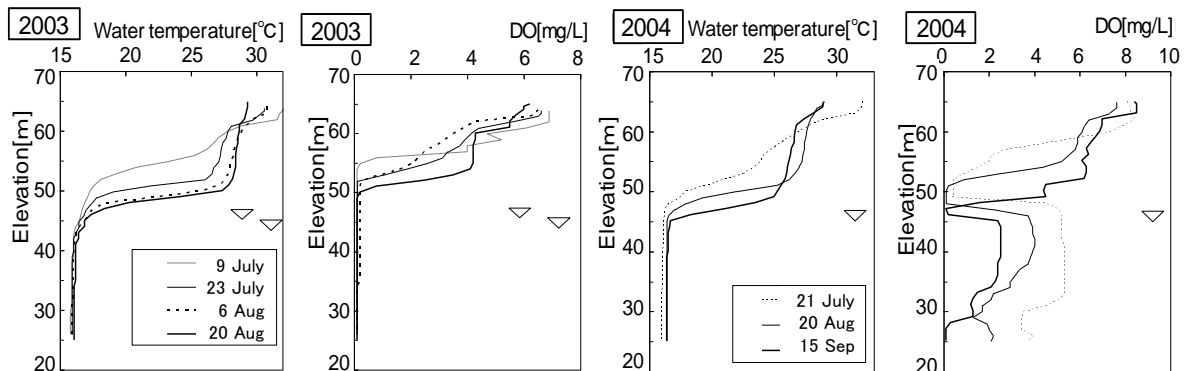 2003
Water temperature[℃]
15 20 25 30
Elevation[m]
70
60
50
40
30
20
9 July
23 July
6 Aug
20 Aug
2003
DO[mg/L]
0 2 4 6 8
Elevation[m]
70
60
50
40
30
20
2004
Water temperature[℃]
15 20 25 30
Elevation[m]
70
60
50
40
30
20
21 July
20 Aug
15 Sep
2004
DO[mg/L]
0 2 4 6 8 10
Elevation[m]
70
60
50
40
30
20